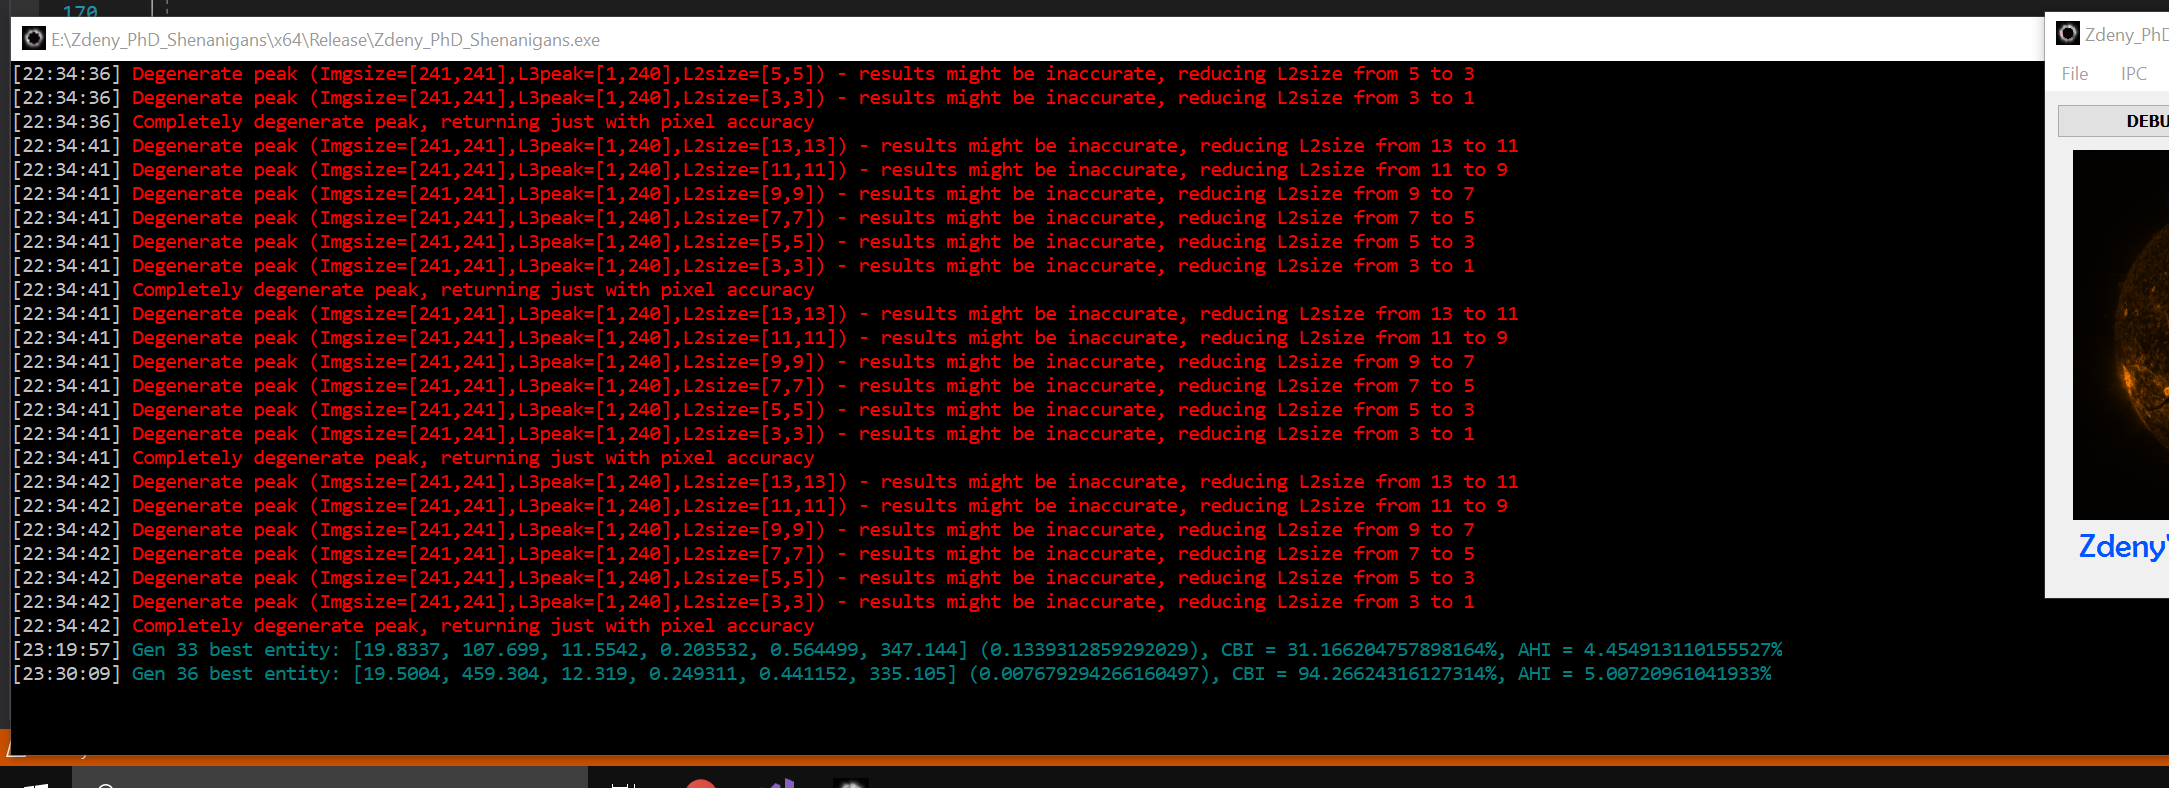 170
E:\Zdeny_PhD_Shenanigans\x64\Release\Zdeny_PhD_Shenanigans.exe
[22:34:36] Degenerate peak (Imgsize=[241,241],L3peak=[1,240],L2size=[5,5]) - results might be inaccurate, reducing L2size from 5 to 3
[22:34:36] Degenerate peak (Imgsize=[241,241],L3peak=[1,240],L2size=[3,3]) - results might be inaccurate, reducing L2size from 3 to 1
[22:34:36] Completely degenerate peak, returning just with pixel accuracy
[22:34:41] Degenerate peak (Imgsize=[241,241],L3peak=[1,240],L2size=[13,13]) - results might be inaccurate, reducing L2size from 13 to 11
[22:34:41] Degenerate peak (Imgsize=[241,241],L3peak=[1,240],L2size=[11,11]) - results might be inaccurate, reducing L2size from 11 to 9
[22:34:41] Degenerate peak (Imgsize=[241,241],L3peak=[1,240],L2size=[9,9]) - results might be inaccurate, reducing L2size from 9 to 7
[22:34:41] Degenerate peak (Imgsize=[241,241],L3peak=[1,240],L2size=[7,7]) - results might be inaccurate, reducing L2size from 7 to 5
[22:34:41] Degenerate peak (Imgsize=[241,241],L3peak=[1,240],L2size=[5,5]) - results might be inaccurate, reducing L2size from 5 to 3
[22:34:41] Degenerate peak (Imgsize=[241,241],L3peak=[1,240],L2size=[3,3]) - results might be inaccurate, reducing L2size from 3 to 1
[22:34:41] Completely degenerate peak, returning just with pixel accuracy
[22:34:41] Degenerate peak (Imgsize=[241,241],L3peak=[1,240],L2size=[13,13]) - results might be inaccurate, reducing L2size from 13 to 11
[22:34:41] Degenerate peak (Imgsize=[241,241],L3peak=[1,240],L2size=[11,11]) - results might be inaccurate, reducing L2size from 11 to 9
[22:34:41] Degenerate peak (Imgsize=[241,241],L3peak=[1,240],L2size=[9,9]) - results might be inaccurate, reducing L2size from 9 to 7
[22:34:41] Degenerate peak (Imgsize=[241,241],L3peak=[1,240],L2size=[7,7]) - results might be inaccurate, reducing L2size from 7 to 5
[22:34:41] Degenerate peak (Imgsize=[241,241],L3peak=[1,240],L2size=[5,5]) - results might be inaccurate, reducing L2size from 5 to 3
[22:34:41] Degenerate peak (Imgsize=[241,241],L3peak=[1,240],L2size=[3,3]) - results might be inaccurate, reducing L2size from 3 to 1
[22:34:41] Completely degenerate peak, returning just with pixel accuracy
[22:34:42] Degenerate peak (Imgsize=[241,241],L3peak=[1,240],L2size=[13,13]) - results might be inaccurate, reducing L2size from 13 to 11
[22:34:42] Degenerate peak (Imgsize=[241,241],L3peak=[1,240],L2size=[11,11]) - results might be inaccurate, reducing L2size from 11 to 9
[22:34:42] Degenerate peak (Imgsize=[241,241],L3peak=[1,240],L2size=[9,9]) - results might be inaccurate, reducing L2size from 9 to 7
[22:34:42] Degenerate peak (Imgsize=[241,241],L3peak=[1,240],L2size=[7,7]) - results might be inaccurate, reducing L2size from 7 to 5
[22:34:42] Degenerate peak (Imgsize=[241,241],L3peak=[1,240],L2size=[5,5]) - results might be inaccurate, reducing L2size from 5 to 3
[22:34:42] Degenerate peak (Imgsize=[241,241],L3peak=[1,240],L2size=[3,3]) - results might be inaccurate, reducing L2size from 3 to 1
[22:34:42] Completely degenerate peak, returning just with pixel accuracy
[23:19:57] Gen 33 best entity: [19.8337, 107.699, 11.5542, 0.203532, 0.564499, 347.144] (0.1339312859292029), CBI = 31.166204757898164%, AHI = 4.454913110155527%
[23:30:09] Gen 36 best entity: [19.5004, 459.304, 12.319, 0.249311, 0.441152, 335.105] (0.007679294266160497), CBI = 94.26624316127314%, AHI = 5.00720961041933%
Zdeny_PhD
File IPC
DEBU
Zdeny'